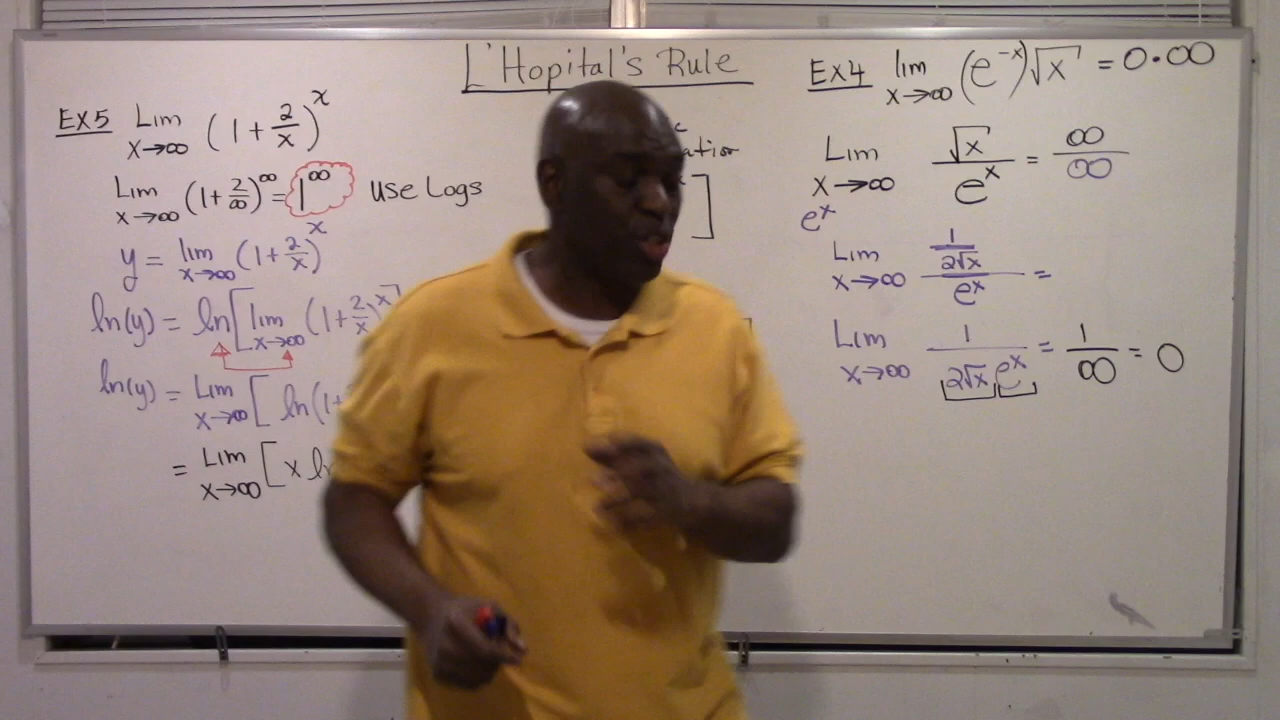 L'Hopital's Rule
EX5 Lim x→∞ (1 + 2/x)^x
Lim x→∞ (1+2/∞)^∞ = 1^∞ use Logs
y = lim x→∞ (1+2/x)^x
ln(y) = ln[lim x→∞ (1+2/x)^x]
ln(y) = Lim x→∞ [ ln(1+
= Lim x→∞ [x ln
]
EX4 lim x→∞ (e^-x)√x = 0·∞
Lim x→∞ √x / e^x = ∞/∞
e^x
Lim x→∞ 1/2√x / e^x =
Lim x→∞ 1 / 2√x e^x = 1/∞ = 0